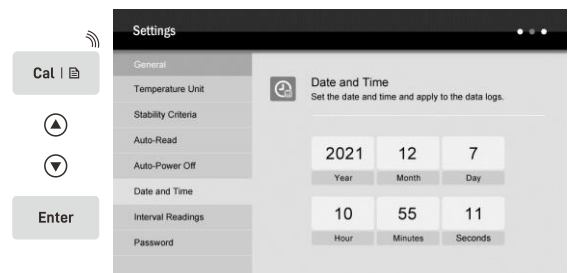 Settings
Cal |
Enter
General
Temperature Unit
Stability Criteria
Auto-Read
Auto-Power Off
Date and Time
Interval Readings
Password
Date and Time
Set the date and time and apply to the data logs.
2021 12 7
Year Month Day
10 55 11
Hour Minutes Seconds